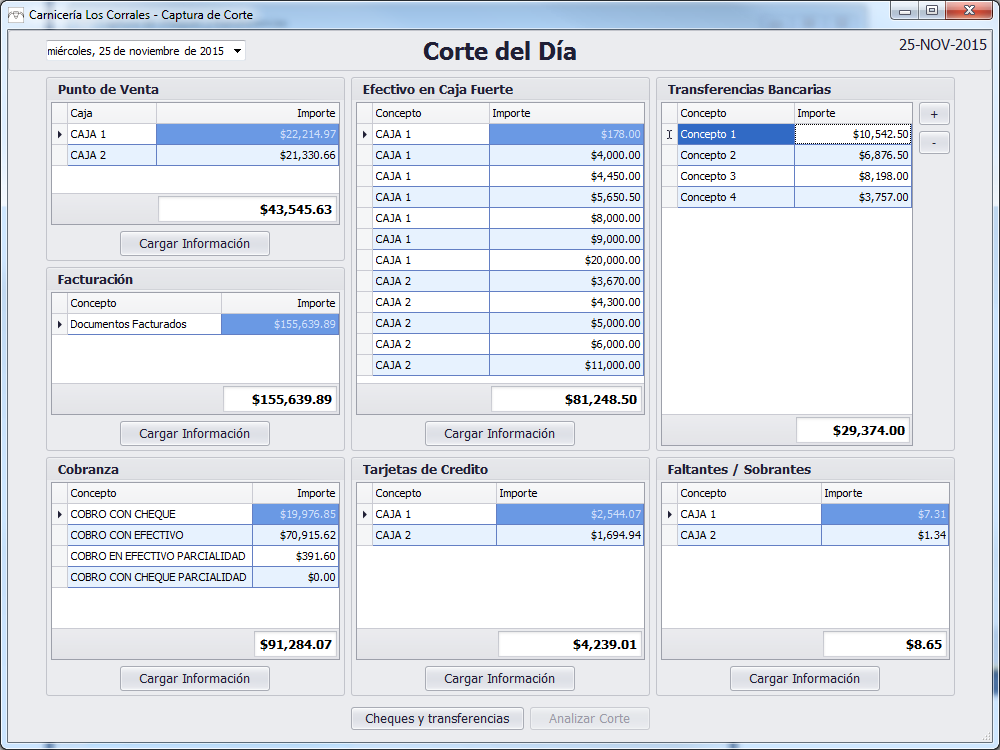 Carnicería Los Corrales - Captura de Corte
miércoles, 25 de noviembre de 2015
Corte del Día
25-NOV-2015
Punto de Venta
Caja Importe
CAJA 1 $22,214.97
CAJA 2 $21,330.66
$43,545.63
Cargar Información
Facturación
Concepto Importe
Documentos Facturados $155,639.89
$155,639.89
Cargar Información
Cobranza
Concepto Importe
COBRO CON CHEQUE $19,976.85
COBRO CON EFECTIVO $70,915.62
COBRO EN EFECTIVO PARCIALIDAD $391.60
COBRO CON CHEQUE PARCIALIDAD $0.00
$91,284.07
Cargar Información
Efectivo en Caja Fuerte
Concepto Importe
CAJA 1 $178.00
CAJA 1 $4,000.00
CAJA 1 $4,450.00
CAJA 1 $5,650.50
CAJA 1 $8,000.00
CAJA 1 $9,000.00
CAJA 1 $20,000.00
CAJA 2 $3,670.00
CAJA 2 $4,300.00
CAJA 2 $5,000.00
CAJA 2 $6,000.00
CAJA 2 $11,000.00
$81,248.50
Cargar Información
Tarjetas de Credito
Concepto Importe
CAJA 1 $2,544.07
CAJA 2 $1,694.94
$4,239.01
Cargar Información
Transferencias Bancarias
Concepto Importe
Concepto 1 $10,542.50
Concepto 2 $6,876.50
Concepto 3 $8,198.00
Concepto 4 $3,757.00
$29,374.00
+
-
Faltantes / Sobrantes
Concepto Importe
CAJA 1 $7.31
CAJA 2 $1.34
$8.65
Cargar Información
Cheques y transferencias
Analizar Corte